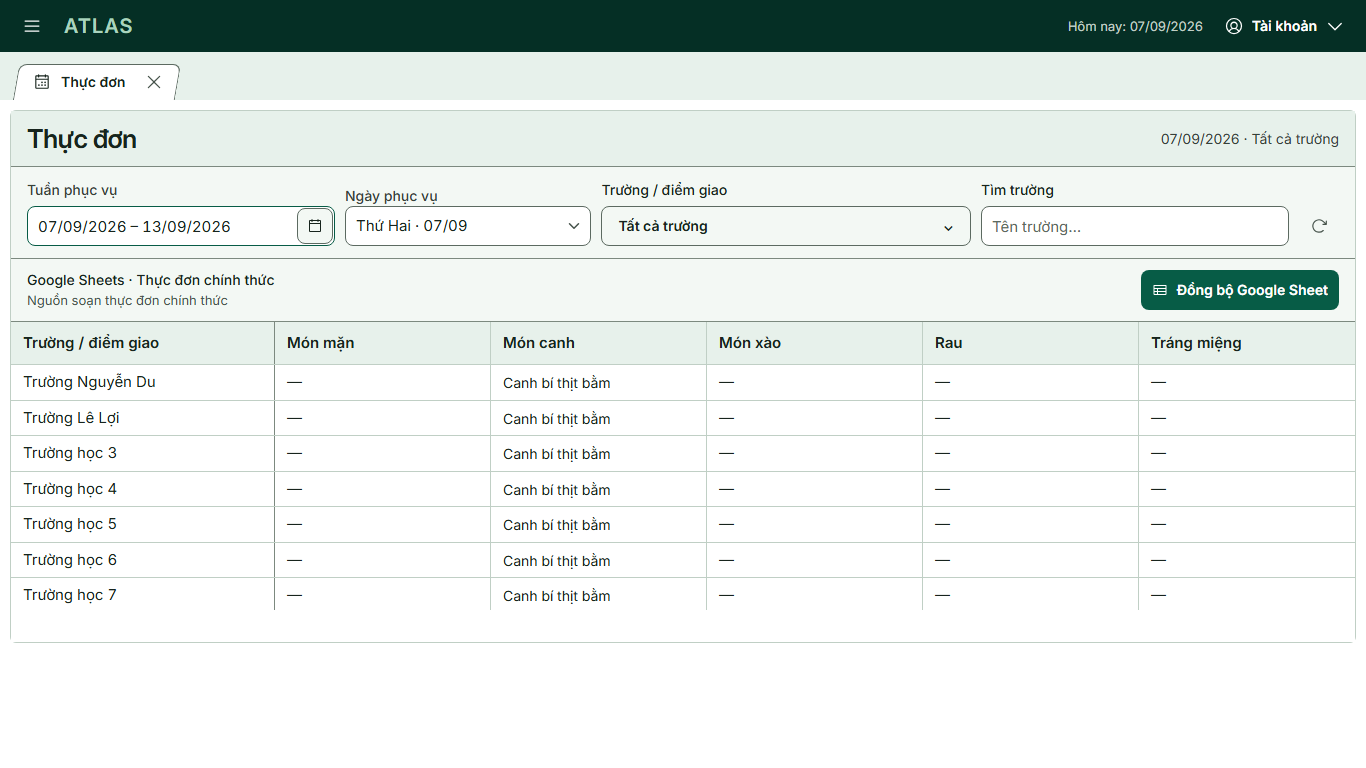 ATLAS
Hôm nay: 07/09/2026 Tài khoản
Thực đơn
Thực đơn
07/09/2026 · Tất cả trường
Tuần phục vụ Ngày phục vụ Trường / điểm giao Tìm trường
07/09/2026 – 13/09/2026 Thứ Hai · 07/09 Tất cả trường Tên trường...
Google Sheets · Thực đơn chính thức
Nguồn soạn thực đơn chính thức
Đồng bộ Google Sheet
Trường / điểm giao Món mặn Món canh Món xào Rau Tráng miệng
Trường Nguyễn Du — Canh bí thịt bằm — — —
Trường Lê Lợi — Canh bí thịt bằm — — —
Trường học 3 — Canh bí thịt bằm — — —
Trường học 4 — Canh bí thịt bằm — — —
Trường học 5 — Canh bí thịt bằm — — —
Trường học 6 — Canh bí thịt bằm — — —
Trường học 7 — Canh bí thịt bằm — — —